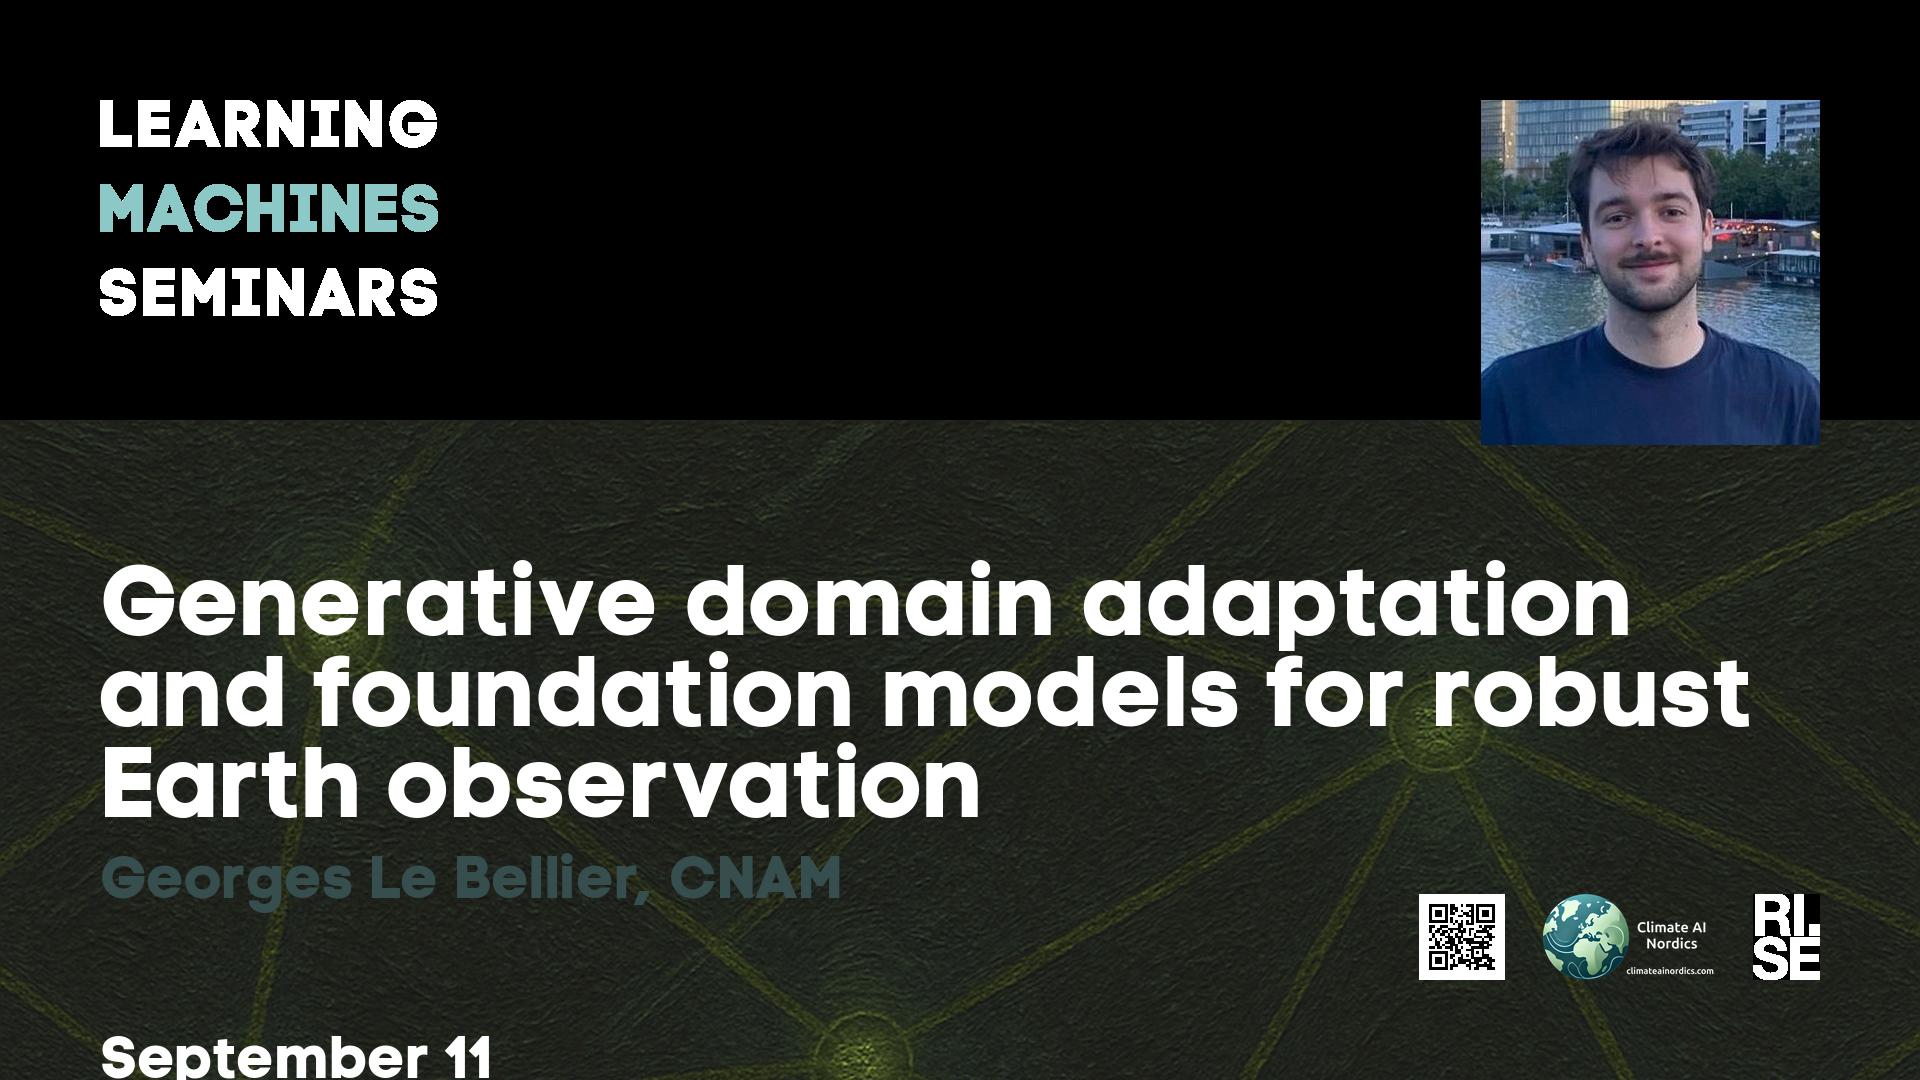 LEARNING
MACHINES
SEMINARS
Generative domain adaptation
and foundation models for robust
Earth observation
Georges Le Bellier, CNAM
Climate AI
Nordics
climateainordics.com
RI.
SE
September 11